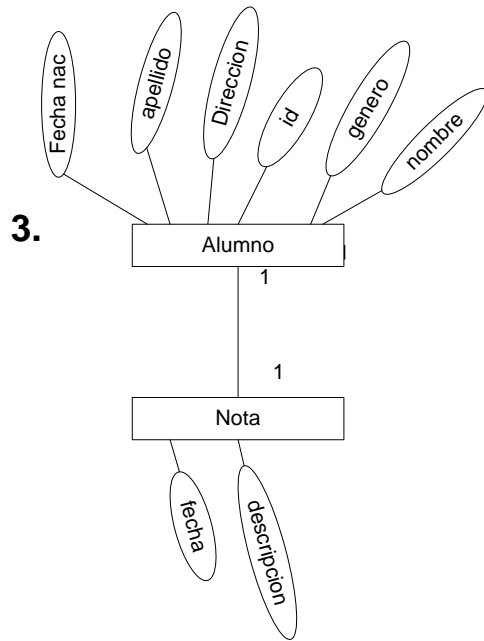 Fecha nac
apellido
Direccion
id
genero
nombre
3.
Alumno
1
1
Nota
fecha
descripcion